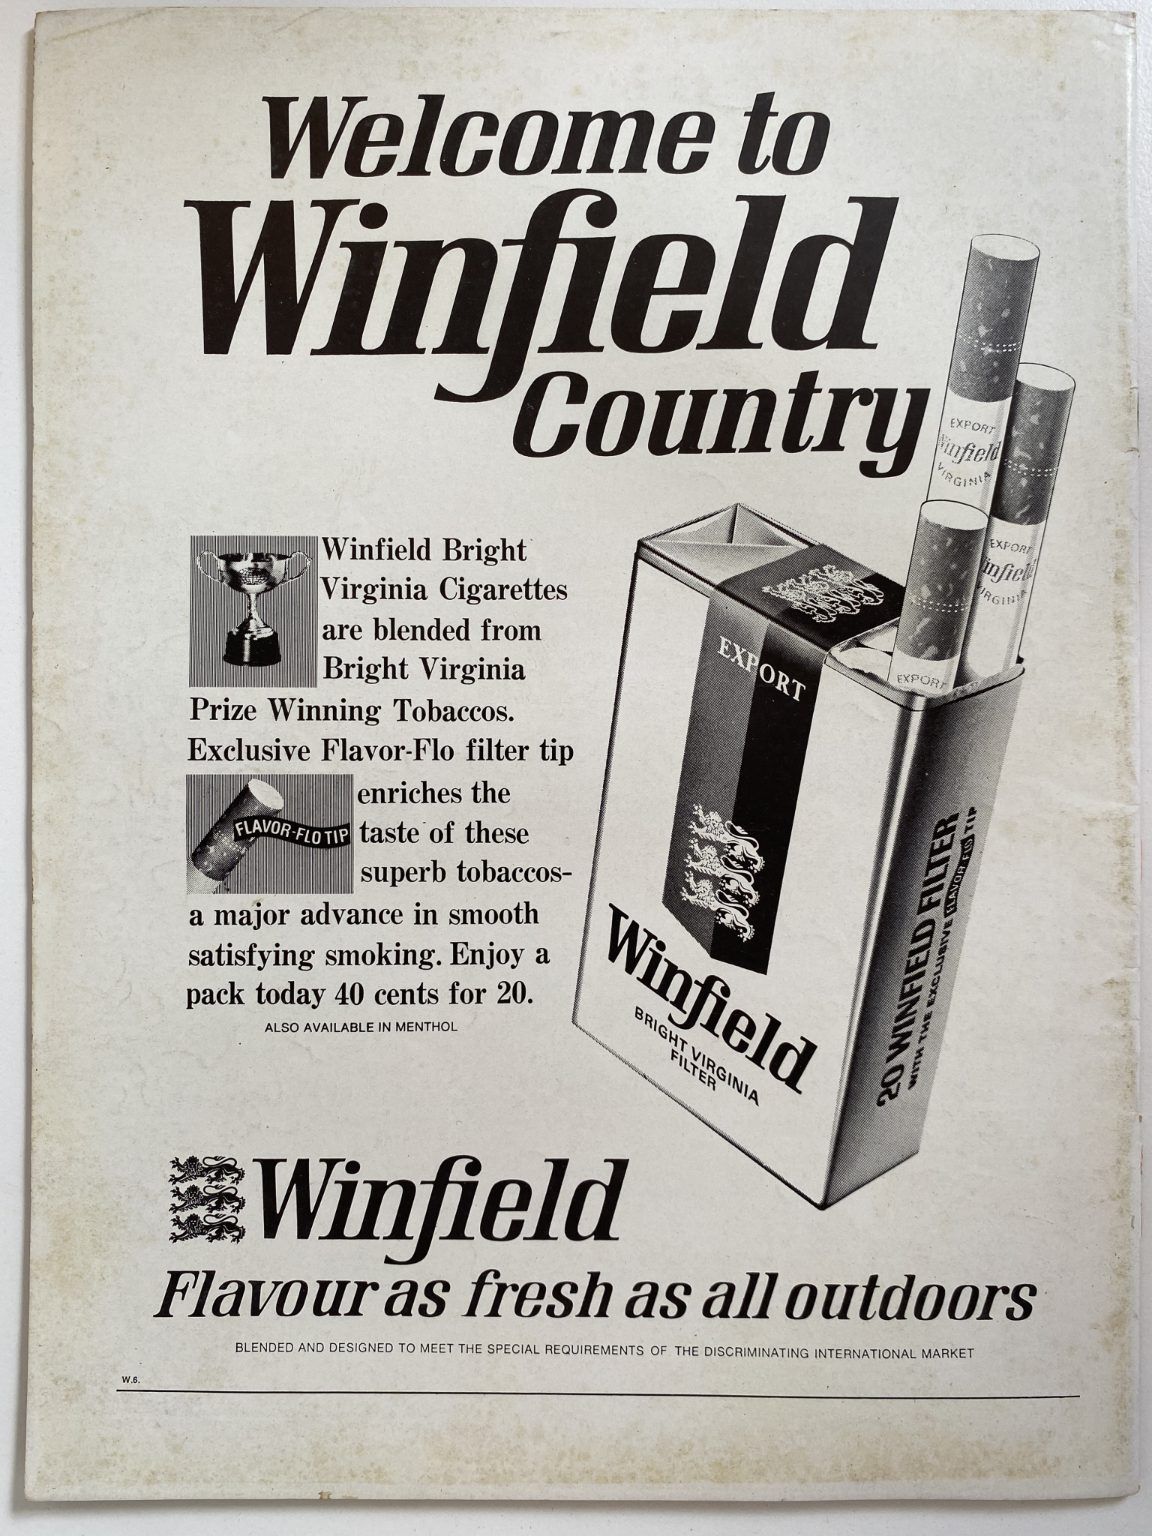 Welcome to
Winfield
Country
Winfield Bright
Virginia Cigarettes
are blended from
Bright Virginia
Prize Winning Tobaccos.
Exclusive Flavor-Flo filter tip
enriches the
FLAVOR-FLO TIP
taste of these
superb tobaccos-
a major advance in smooth
satisfying smoking. Enjoy a
pack today 40 cents for 20.
ALSO AVAILABLE IN MENTHOL
EXPORT
Winfield
VIRGINIA
EXPORT
Winfield
VIRGINIA
EXPORT
EXPORT
Winfield
BRIGHT VIRGINIA
FILTER
20 WINFIELD FILTER
WITH THE EXCLUSIVE FLAVOR-FLO TIP
Winfield
Flavour as fresh as all outdoors
BLENDED AND DESIGNED TO MEET THE SPECIAL REQUIREMENTS OF THE DISCRIMINATING INTERNATIONAL MARKET
W.6.